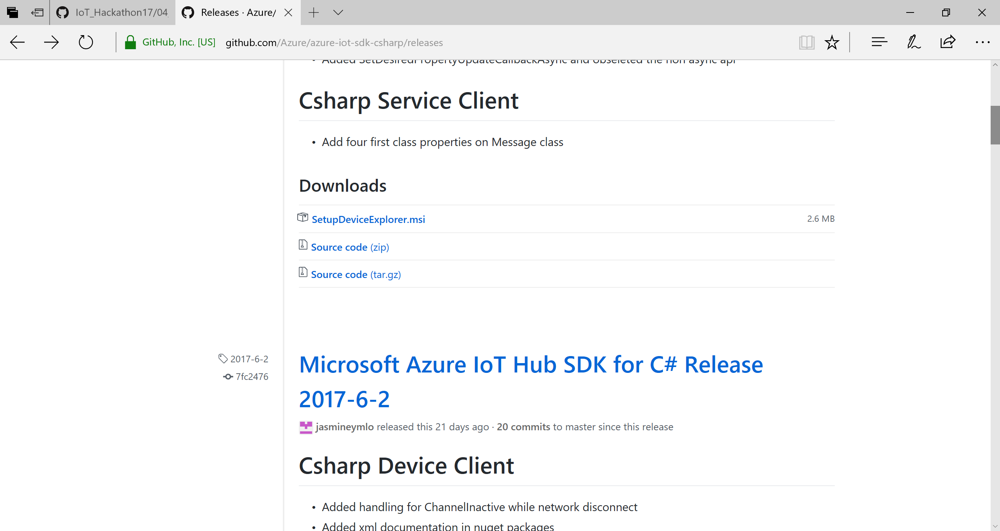 IoT_Hackathon17/04
Releases · Azure/
GitHub, Inc. [US] github.com/Azure/azure-iot-sdk-csharp/releases
Added SetDesiredPropertyUpdateCallbackAsync and obseleted the non async api
Csharp Service Client
• Add four first class properties on Message class
Downloads
SetupDeviceExplorer.msi 2.6 MB
Source code (zip)
Source code (tar.gz)
2017-6-2
7fc2476
Microsoft Azure IoT Hub SDK for C# Release
2017-6-2
jasmineymlo released this 21 days ago · 20 commits to master since this release
Csharp Device Client
• Added handling for ChannelInactive while network disconnect
• Added xml documentation in nuget packages